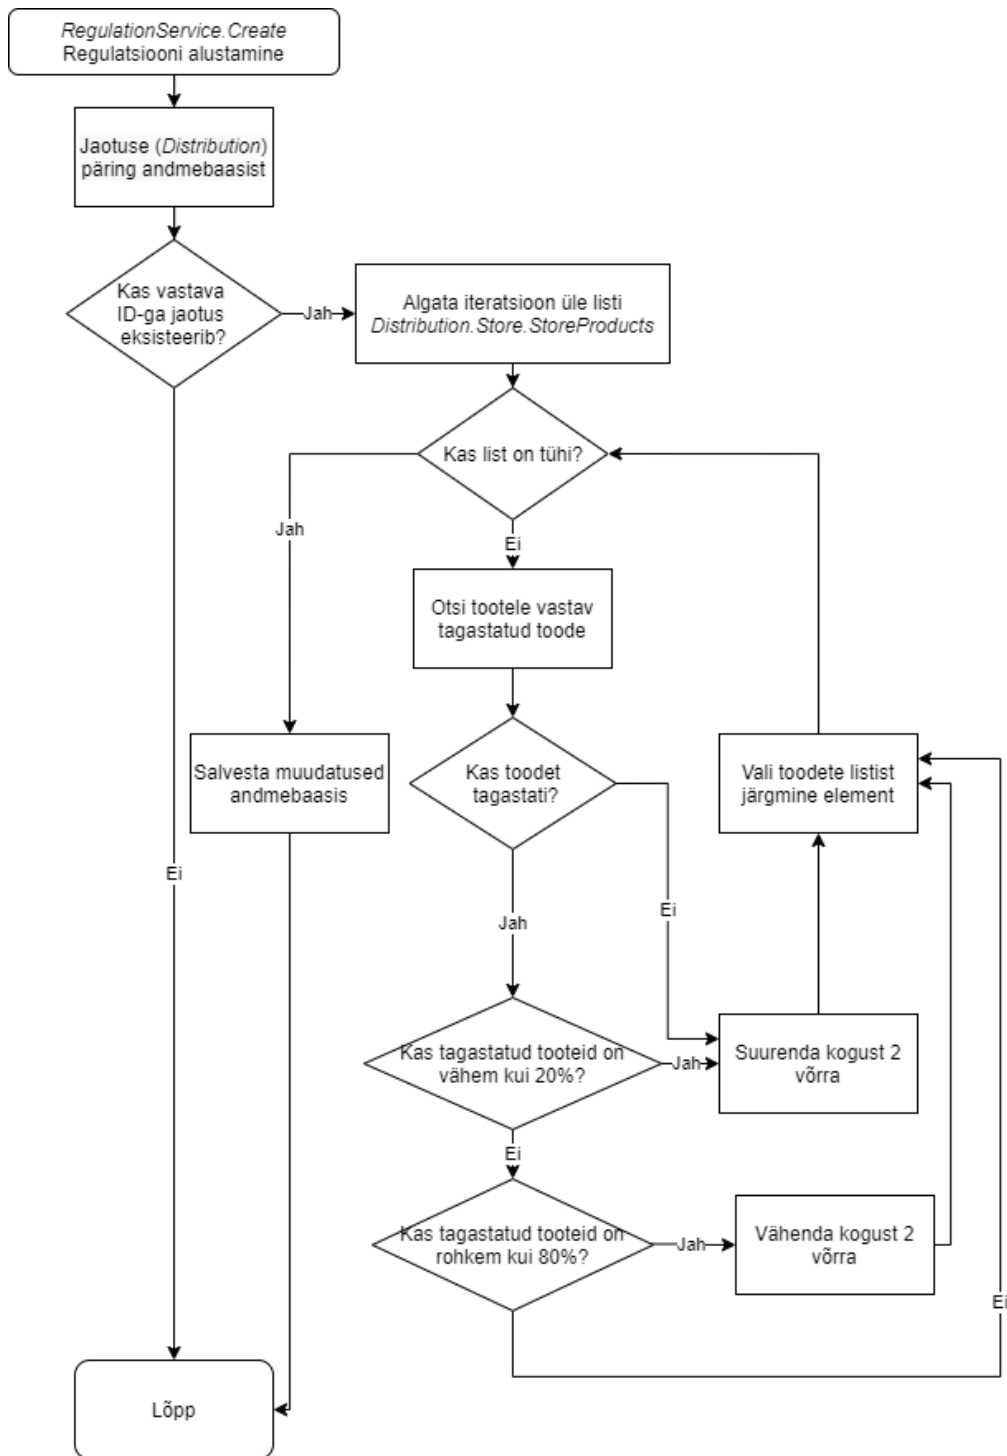 RegulationService.Create
Regulatsiooni alustamine
Jaotuse (Distribution)
päring andmebaasist
Kas vastava
ID-ga jaotus
eksisteerib?
Jah
Algata iteratsioon üle listi
Distribution.Store.StoreProducts
Kas list on tühi?
Jah
Ei
Otsi tootele vastav
tagastatud toode
Salvesta muudatused
andmebaasis
Kas toodet
tagastati?
Vali toodete listist
järgmine element
Ei
Ei
Jah
Kas tagastatud tooteid on
vähem kui 20%?
Jah
Suurenda kogust 2
võrra
Ei
Kas tagastatud tooteid on
rohkem kui 80%?
Jah
Vähenda kogust 2
võrra
Ei
Lõpp